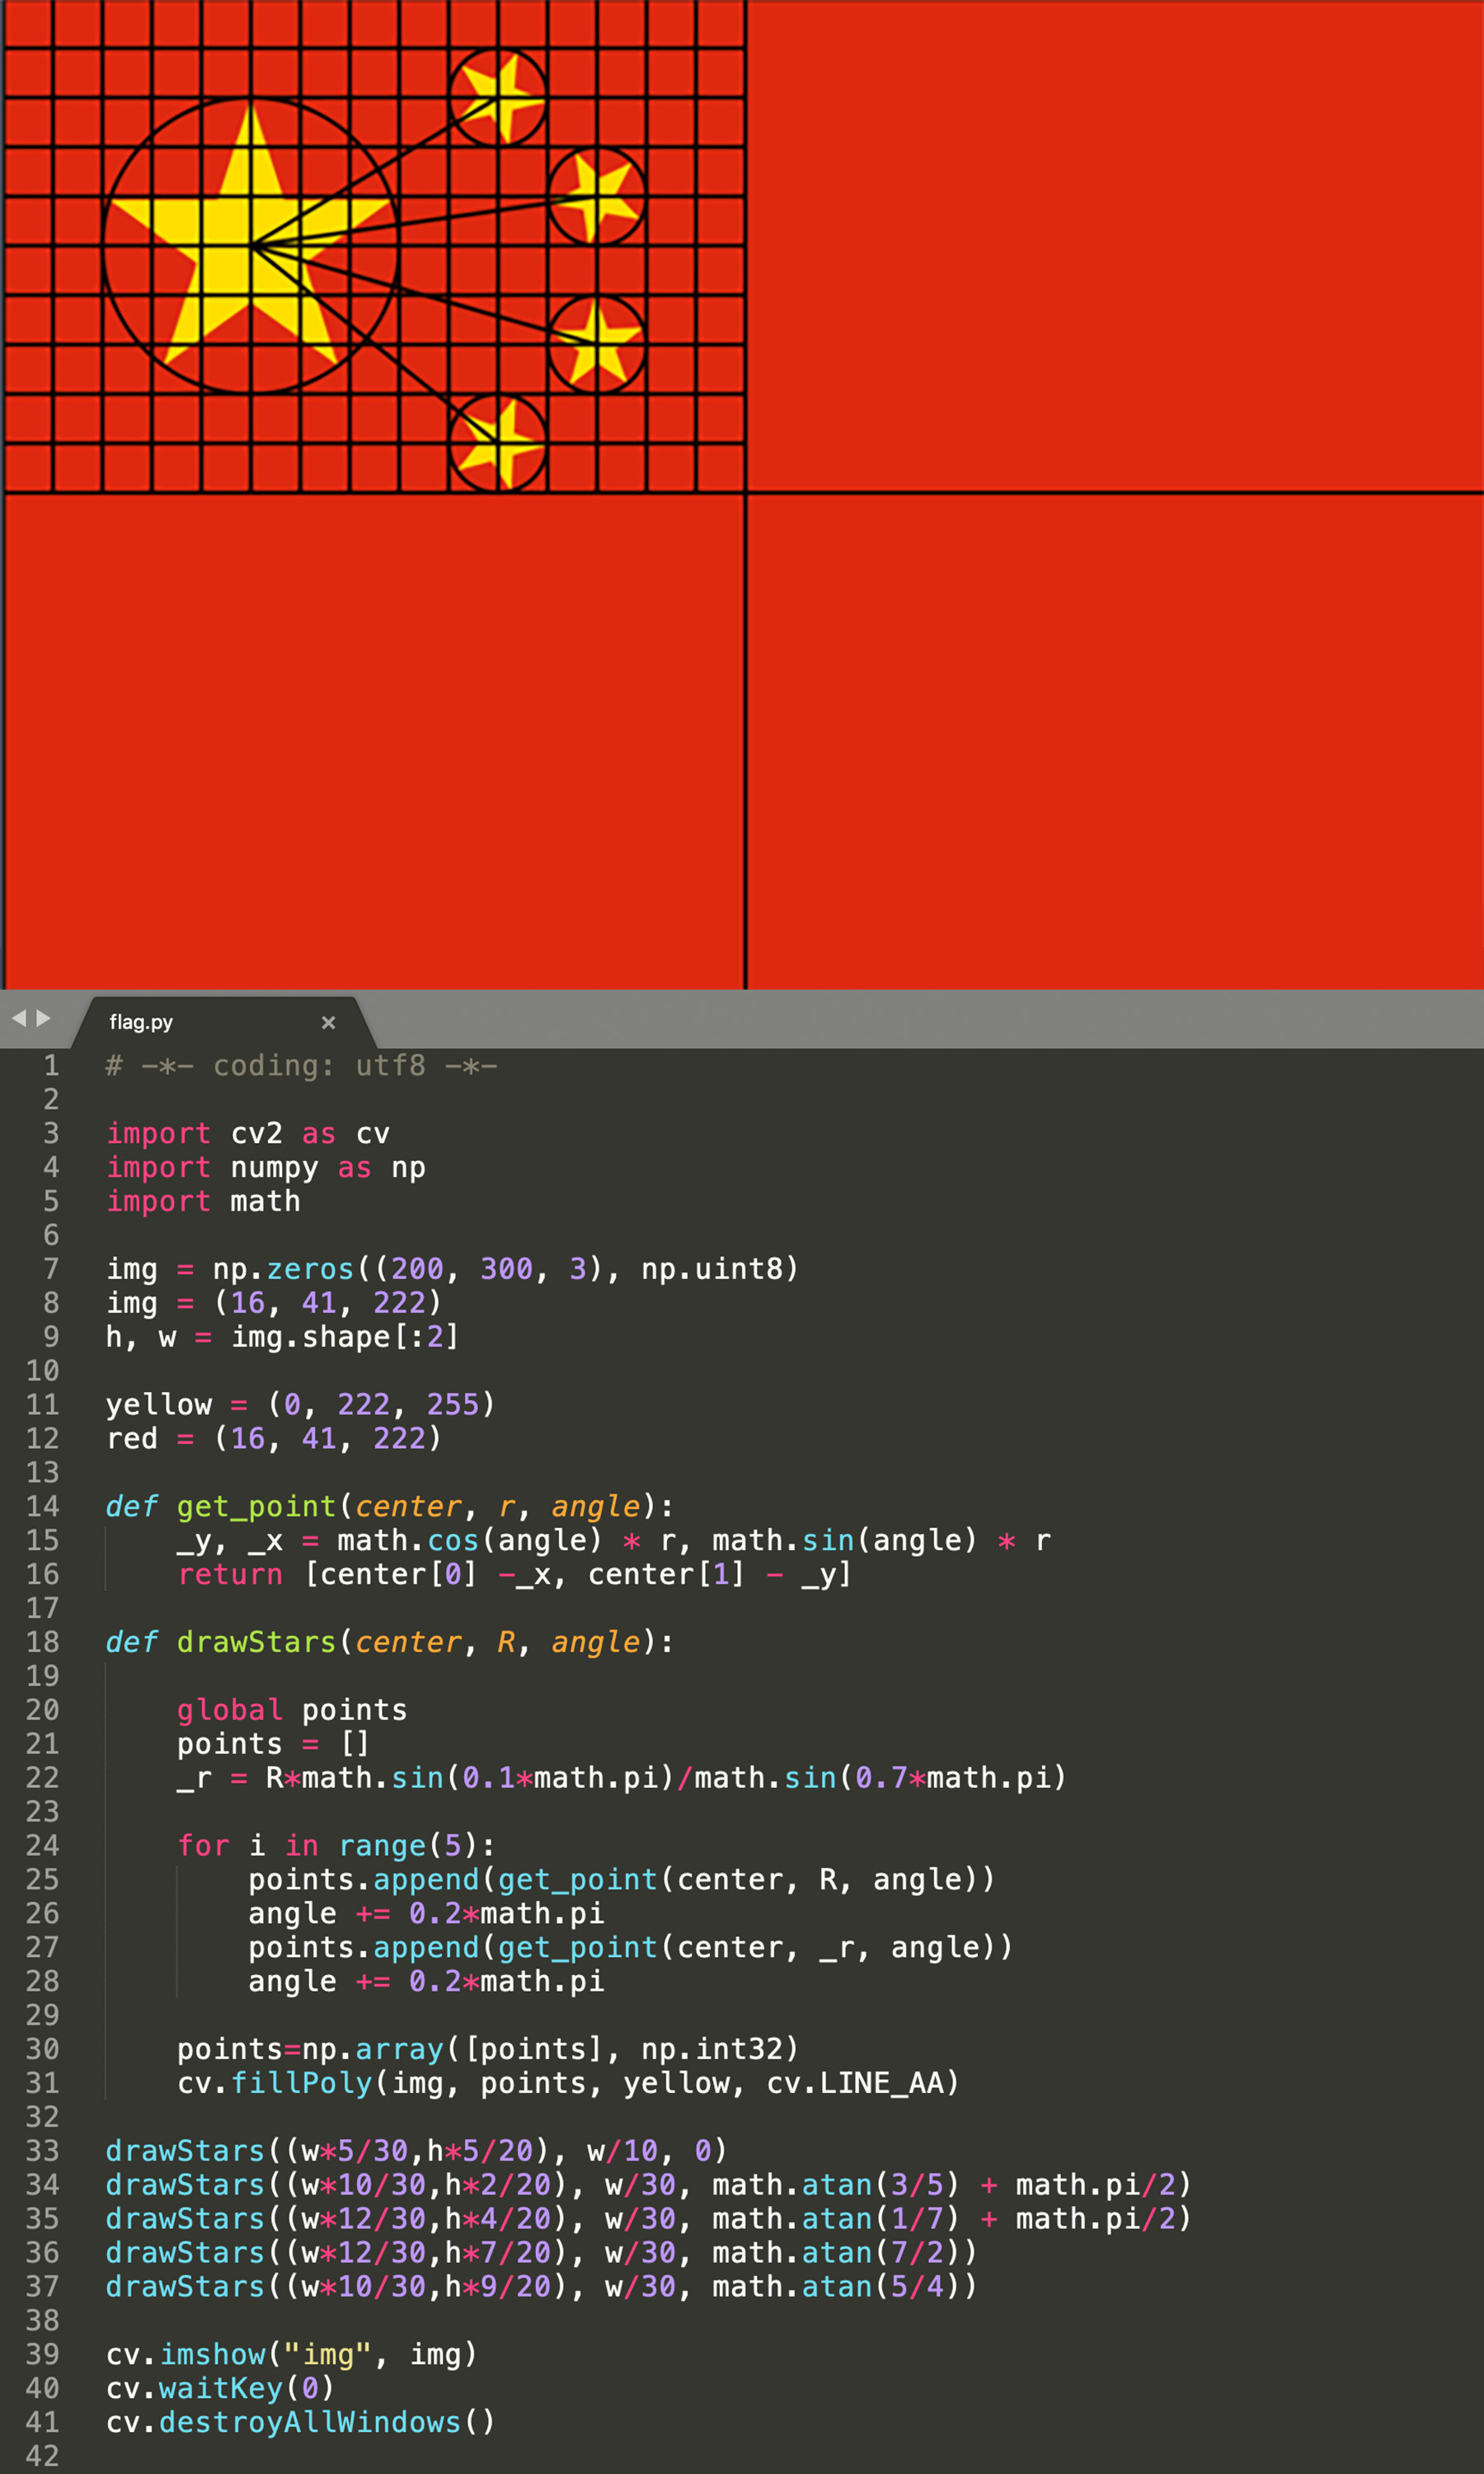 flag.py ×
1 # -*- coding: utf8 -*-
2
3 import cv2 as cv
4 import numpy as np
5 import math
6
7 img = np.zeros((200, 300, 3), np.uint8)
8 img = (16, 41, 222)
9 h, w = img.shape[:2]
10
11 yellow = (0, 222, 255)
12 red = (16, 41, 222)
13
14 def get_point(center, r, angle):
15     _y, _x = math.cos(angle) * r, math.sin(angle) * r
16     return [center[0] -_x, center[1] - _y]
17
18 def drawStars(center, R, angle):
19
20     global points
21     points = []
22     _r = R*math.sin(0.1*math.pi)/math.sin(0.7*math.pi)
23
24     for i in range(5):
25         points.append(get_point(center, R, angle))
26         angle += 0.2*math.pi
27         points.append(get_point(center, _r, angle))
28         angle += 0.2*math.pi
29
30     points=np.array([points], np.int32)
31     cv.fillPoly(img, points, yellow, cv.LINE_AA)
32
33 drawStars((w*5/30,h*5/20), w/10, 0)
34 drawStars((w*10/30,h*2/20), w/30, math.atan(3/5) + math.pi/2)
35 drawStars((w*12/30,h*4/20), w/30, math.atan(1/7) + math.pi/2)
36 drawStars((w*12/30,h*7/20), w/30, math.atan(7/2))
37 drawStars((w*10/30,h*9/20), w/30, math.atan(5/4))
38
39 cv.imshow("img", img)
40 cv.waitKey(0)
41 cv.destroyAllWindows()
42